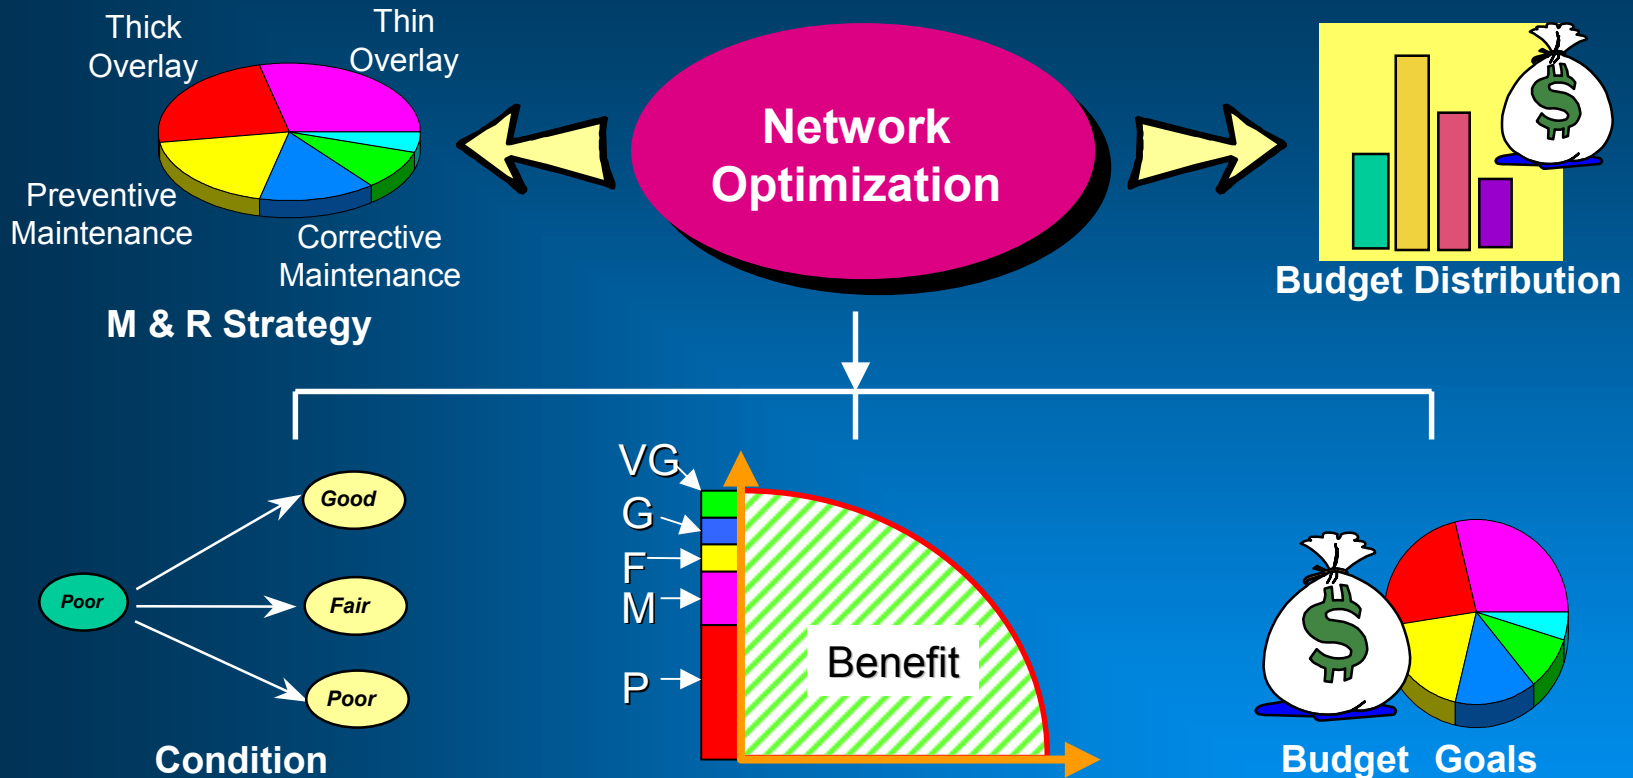 Thick
Overlay
Thin
Overlay
Preventive
Maintenance
Corrective
Maintenance
M & R Strategy
Network
Optimization
$
Budget Distribution
Poor
Good
Fair
Poor
Condition
VG
G
F
M
P
Benefit
$
Budget Goals